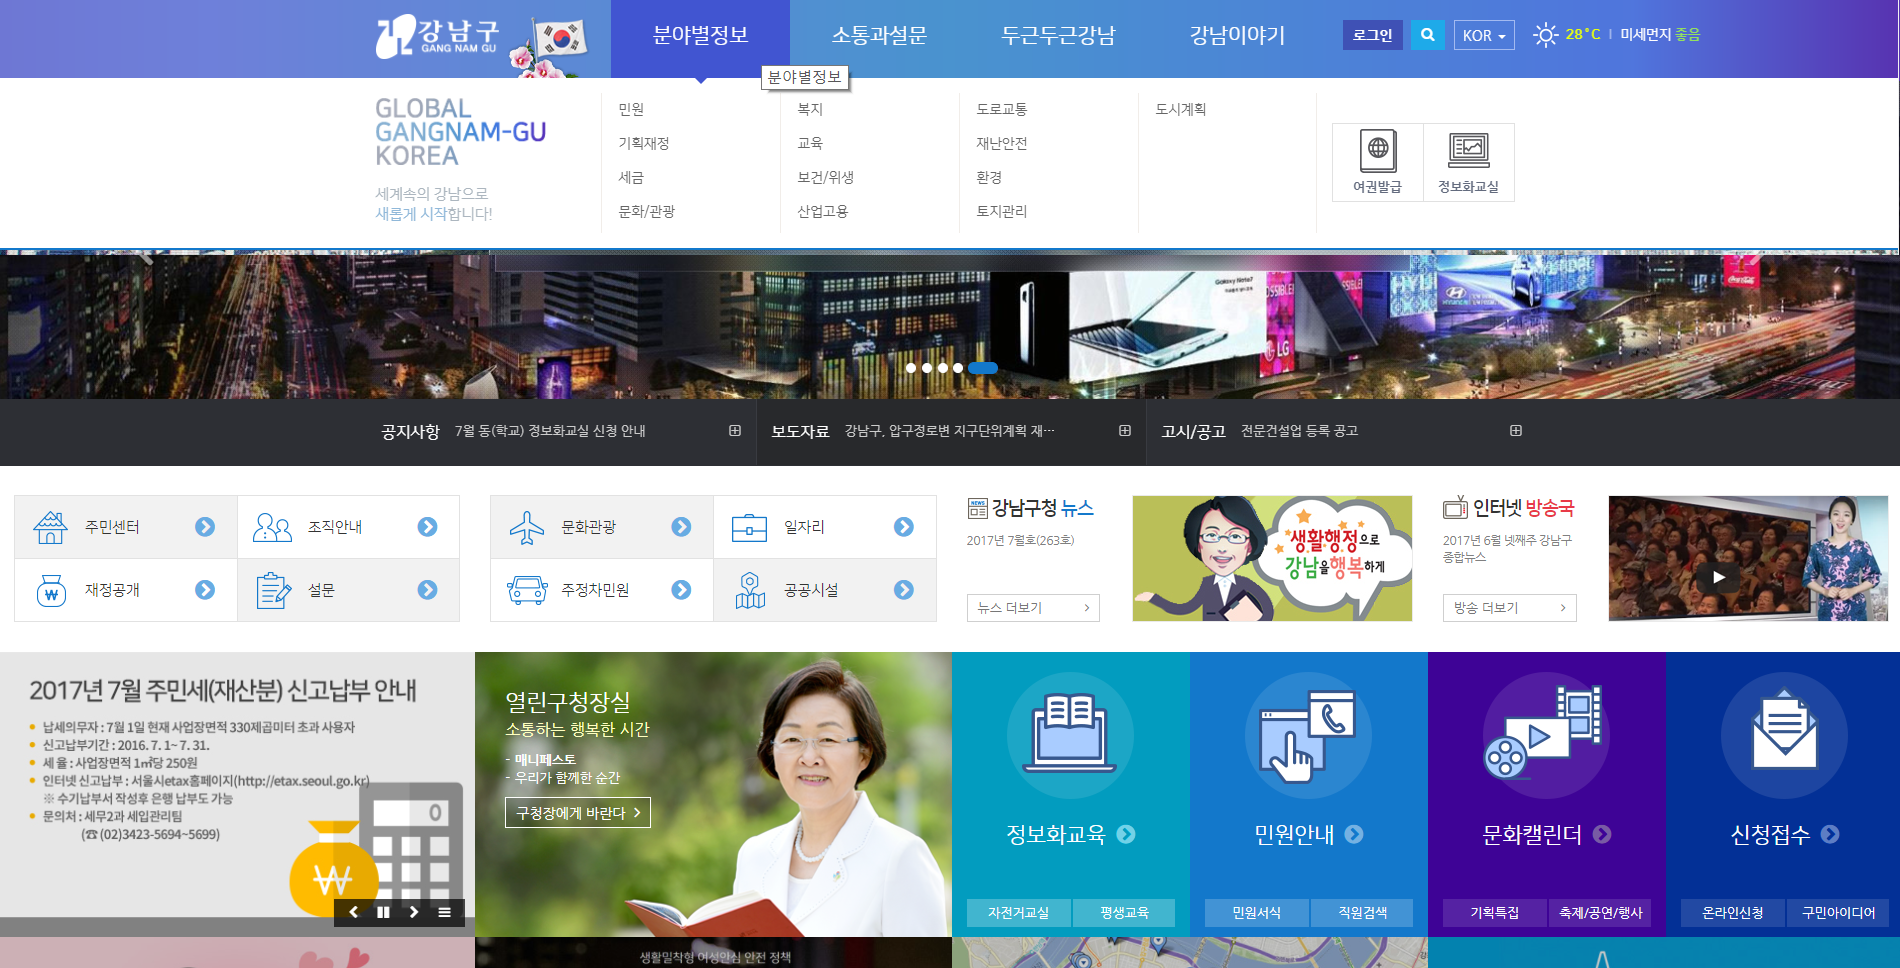 강남구
GANG NAM GU
분야별정보
소통과설문
두근두근강남
강남이야기
로그인
KOR
28°C
미세먼지 좋음
분야별정보
GLOBAL
GANGNAM-GU
KOREA
세계속의 강남으로
새롭게 시작합니다!
민원
기획재정
세금
문화/관광
복지
교육
보건/위생
산업고용
도로교통
재난안전
환경
토지관리
도시계획
여권발급
정보화교실
Galaxy Note7
HYUNDAI
LG
공지사항 7월 동(학교) 정보화교실 신청 안내
보도자료 강남구, 압구정로변 지구단위계획 재…
고시/공고 전문건설업 등록 공고
주민센터
조직안내
재정공개
설문
문화관광
일자리
주정차민원
공공시설
NEWS
강남구청 뉴스
2017년 7월호(263호)
뉴스 더보기
생활행정으로
강남을행복하게
인터넷 방송국
2017년 6월 넷째주 강남구
종합뉴스
방송 더보기
2017년 7월 주민세(재산분) 신고납부 안내
납세의무자 : 7월 1일 현재 사업장면적 330제곱미터 초과 사용자
신고납부기간 : 2016. 7. 1~ 7. 31.
세 율 : 사업장면적 1㎡당 250원
인터넷 신고납부 : 서울시etax홈페이지(http://etax.seoul.go.kr)
※ 수기납부서 작성후 은행 납부도 가능
문의처 : 세무2과 세입관리팀
(☎ (02)3423-5694~5699)
0
₩
열린구청장실
소통하는 행복한 시간
- 매니페스토
- 우리가 함께한 순간
구청장에게 바란다
정보화교육
자전거교실
평생교육
민원안내
민원서식
직원검색
문화캘린더
기획특집
축제/공연/행사
신청접수
온라인신청
구민아이디어
생활밀착형 여성안심 안전 정책